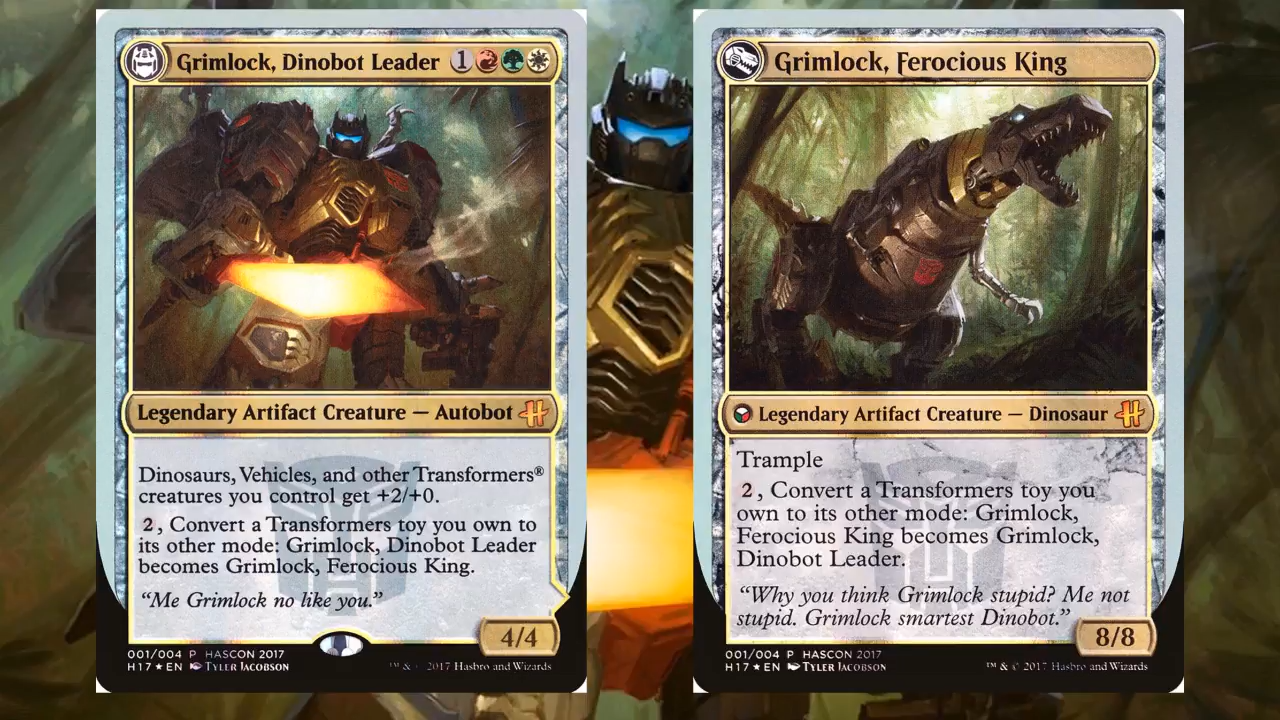 Grimlock, Dinobot Leader 1
Legendary Artifact Creature — Autobot H
Dinosaurs, Vehicles, and other Transformers®
creatures you control get +2/+0.
2, Convert a Transformers toy you own to
its other mode: Grimlock, Dinobot Leader
becomes Grimlock, Ferocious King.
“Me Grimlock no like you.”
4/4
001/004 P HASCON 2017
H17★EN TYLER JACOBSON
™ & © 2017 Hasbro and Wizards
Grimlock, Ferocious King
Legendary Artifact Creature — Dinosaur H
Trample
2, Convert a Transformers toy you
own to its other mode: Grimlock,
Ferocious King becomes Grimlock,
Dinobot Leader.
“Why you think Grimlock stupid? Me not
stupid. Grimlock smartest Dinobot.”
8/8
001/004 P HASCON 2017
H17★EN TYLER JACOBSON
™ & © 2017 Hasbro and Wizards